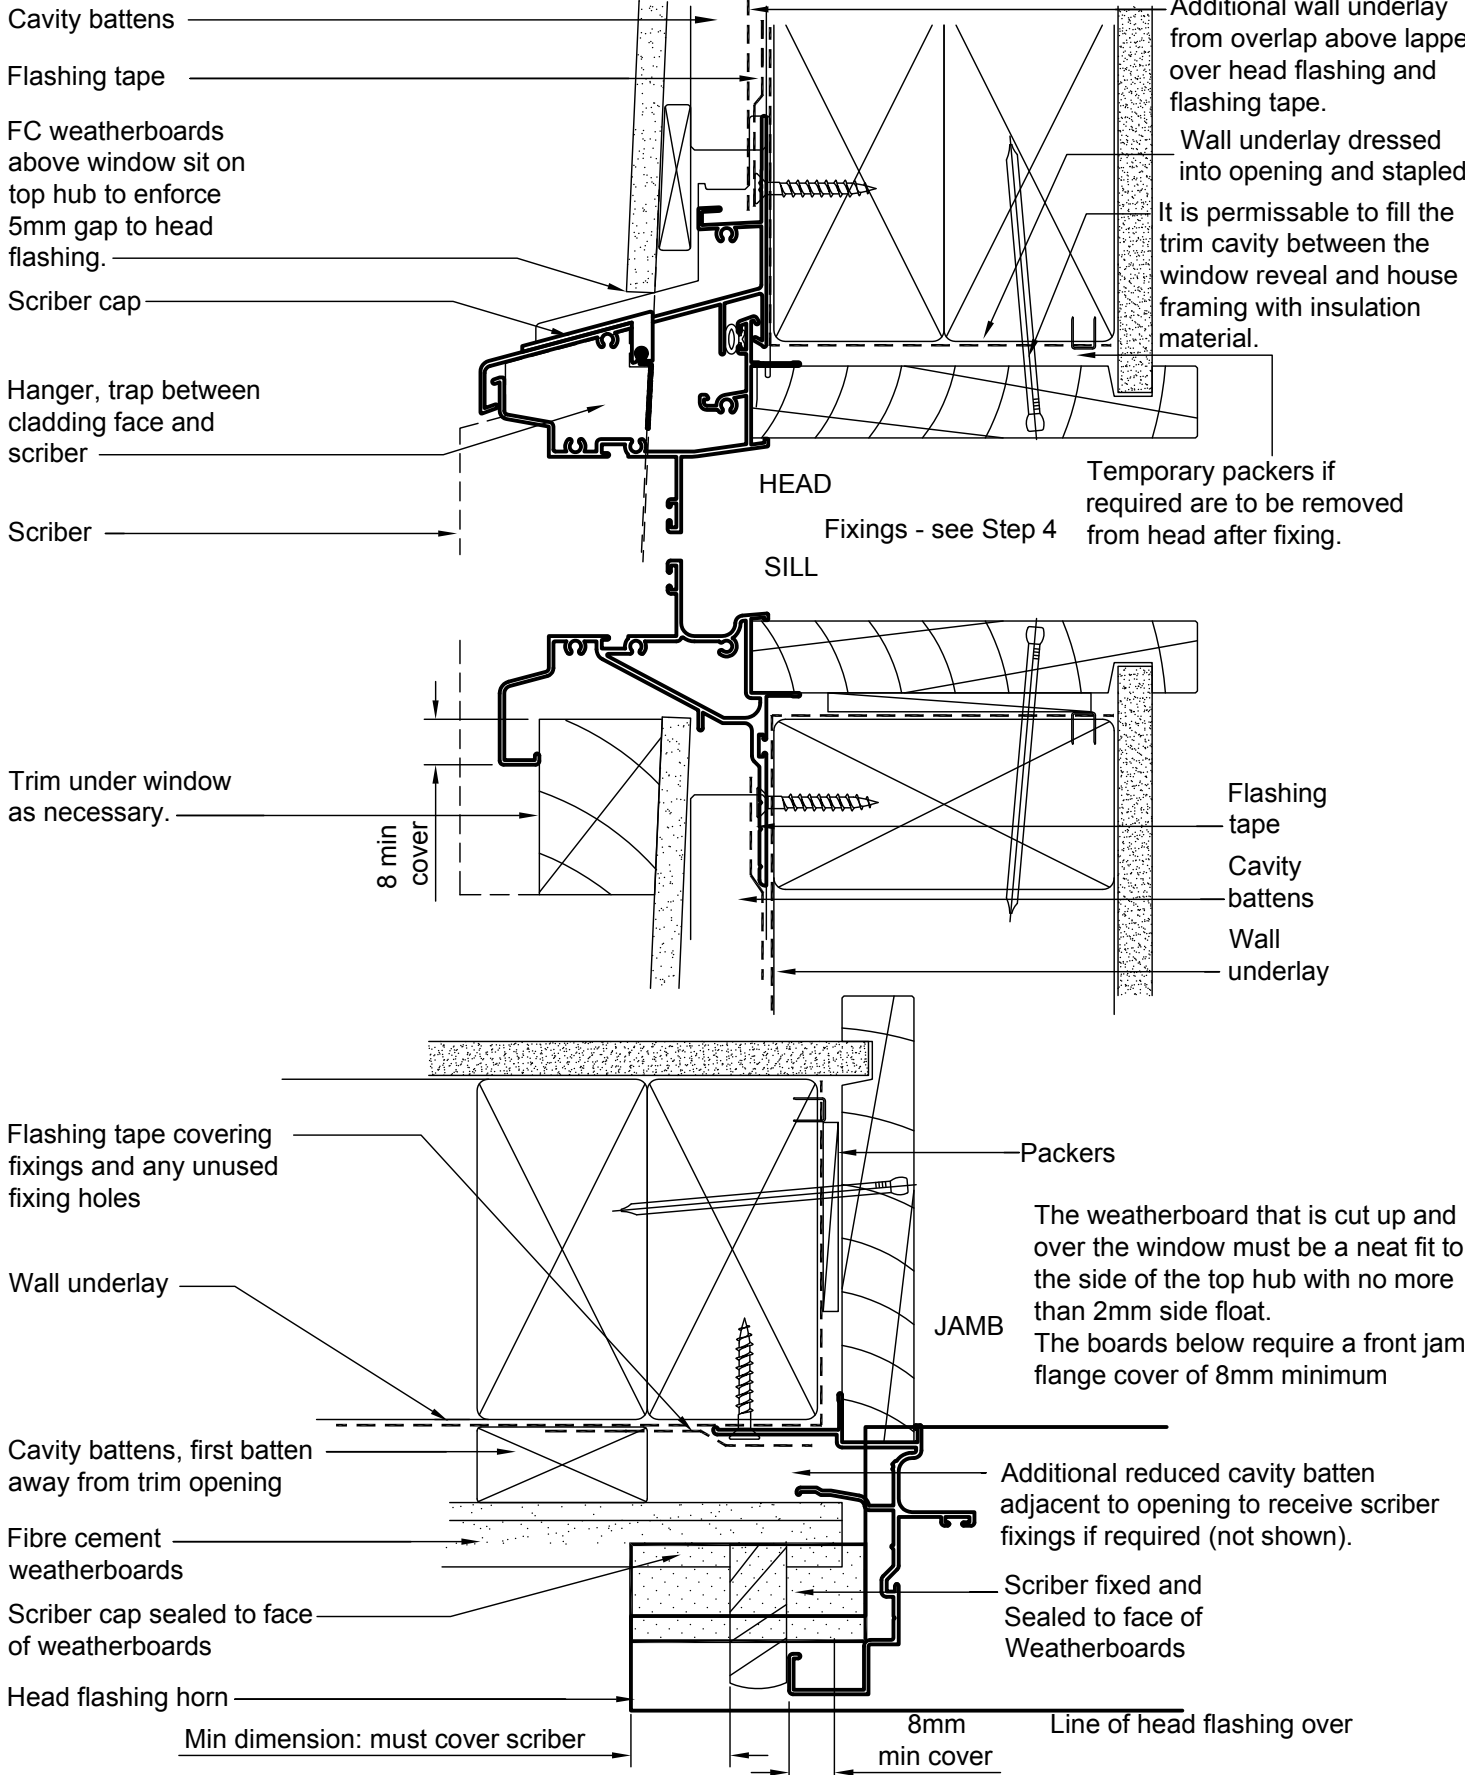 Cavity battens
Flashing tape
FC weatherboards
above window sit on
top hub to enforce
5mm gap to head
flashing.
Scriber cap
Hanger, trap between
cladding face and
scriber
Scriber
Additional wall underlay
from overlap above lappe
over head flashing and
flashing tape.
Wall underlay dressed
into opening and stapled
It is permissable to fill the
trim cavity between the
window reveal and house
framing with insulation
material.
HEAD
Temporary packers if
required are to be removed
from head after fixing.
Fixings - see Step 4
SILL
Trim under window
as necessary.
8 min
cover
Flashing
tape
Cavity
battens
Wall
underlay
Flashing tape covering
fixings and any unused
fixing holes
Packers
The weatherboard that is cut up and
over the window must be a neat fit to
the side of the top hub with no more
than 2mm side float.
The boards below require a front jam
flange cover of 8mm minimum
Wall underlay
JAMB
Cavity battens, first batten
away from trim opening
Additional reduced cavity batten
adjacent to opening to receive scriber
fixings if required (not shown).
Fibre cement
weatherboards
Scriber fixed and
Sealed to face of
Weatherboards
Scriber cap sealed to face
of weatherboards
Head flashing horn
Min dimension: must cover scriber
8mm
min cover
Line of head flashing over